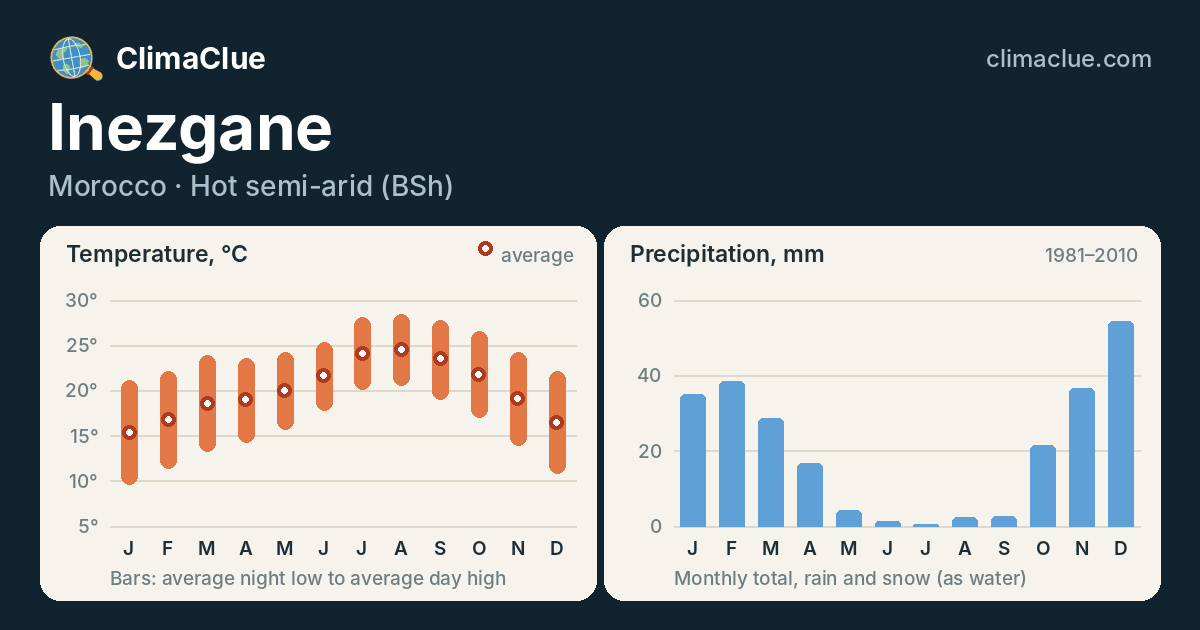 ClimaClue
climaclue.com
Inezgane
Morocco · Hot semi-arid (BSh)
Temperature, °C
average
30°
25°
20°
15°
10°
5°
J F M A M J J A S O N D
Bars: average night low to average day high
Precipitation, mm
1981–2010
60
40
20
0
J F M A M J J A S O N D
Monthly total, rain and snow (as water)